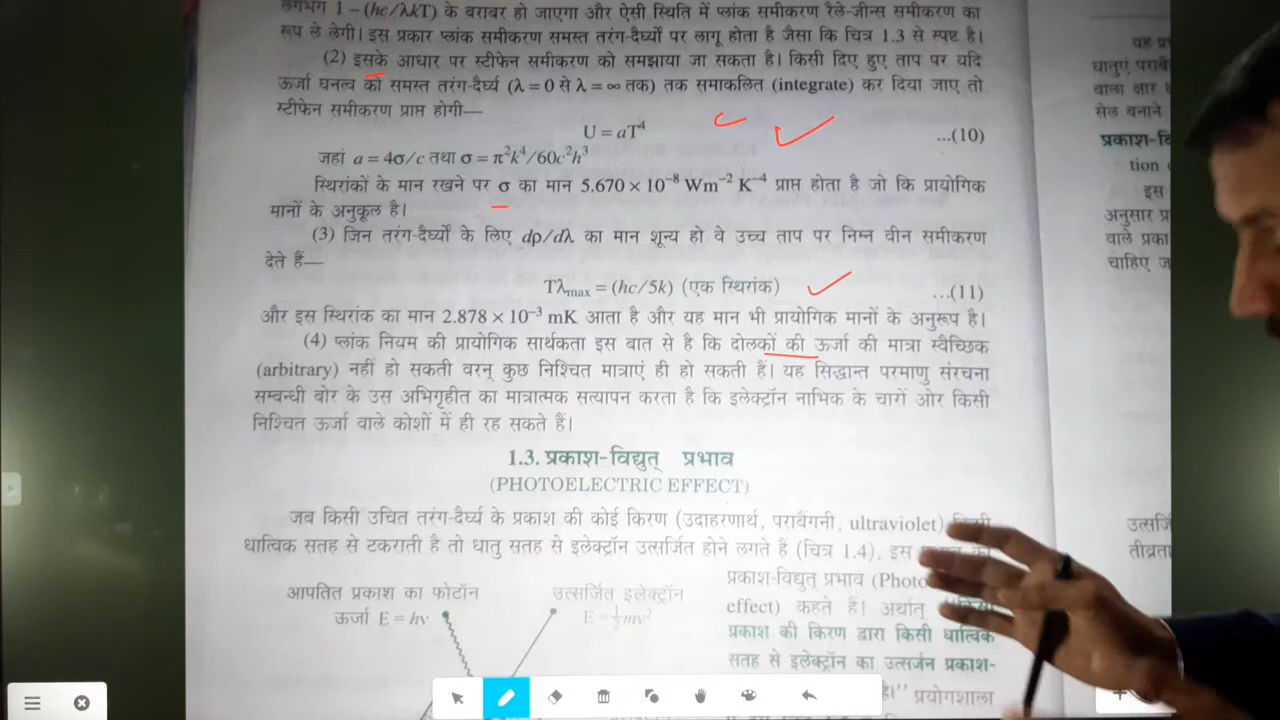 लगभग 1 – (hc/λkT) के बराबर हो जाएगा और ऐसी स्थिति में प्लांक समीकरण रैले-जीन्स समीकरण का
रूप ले लेगी। इस प्रकार प्लांक समीकरण समस्त तरंग-दैर्घ्यों पर लागू होता है जैसा कि चित्र 1.3 से स्पष्ट है।
(2) इसके आधार पर स्टीफेन समीकरण को समझाया जा सकता है। किसी दिए हुए ताप पर यदि
ऊर्जा घनत्व को समस्त तरंग-दैर्घ्य (λ = 0 से λ = ∞ तक) तक समाकलित (integrate) कर दिया जाए तो
स्टीफेन समीकरण प्राप्त होगी—
U = aT⁴ ...(10)
जहां a = 4σ/c तथा σ = π²k⁴/60c²h³
स्थिरांकों के मान रखने पर σ का मान 5.670 × 10⁻⁸ Wm⁻² K⁻⁴ प्राप्त होता है जो कि प्रायोगिक
मानों के अनुकूल है।
(3) जिन तरंग-दैर्घ्यों के लिए dρ/dλ का मान शून्य हो वे उच्च ताप पर निम्न वीन समीकरण
देते हैं—
Tλmax = (hc/5k) (एक स्थिरांक) ...(11)
और इस स्थिरांक का मान 2.878 × 10⁻³ mK आता है और यह मान भी प्रायोगिक मानों के अनुरूप है।
(4) प्लांक नियम की प्रायोगिक सार्थकता इस बात से है कि दोलकों की ऊर्जा की मात्रा स्वैच्छिक
(arbitrary) नहीं हो सकती वरन् कुछ निश्चित मात्राएं ही हो सकती हैं। यह सिद्धान्त परमाणु संरचना
सम्बन्धी बोर के उस अभिगृहीत का मात्रात्मक सत्यापन करता है कि इलेक्ट्रॉन नाभिक के चारों ओर किसी
निश्चित ऊर्जा वाले कोशों में ही रह सकते हैं।
1.3. प्रकाश-विद्युत् प्रभाव
(PHOTOELECTRIC EFFECT)
जब किसी उचित तरंग-दैर्घ्य के प्रकाश की कोई किरण (उदाहरणार्थ, परावैंगनी, ultraviolet)
धात्विक सतह से टकराती है तो धातु सतह से इलेक्ट्रॉन उत्सर्जित होने लगते हैं (चित्र 1.4). इस
आपतित प्रकाश का फोटॉन
ऊर्जा E = hν
उत्सर्जित इलेक्ट्रॉन
E = ½mv²
प्रकाश-विद्युत् प्रभाव (Photo
effect) कहते हैं। अर्थात्
प्रकाश की किरण द्वारा किसी धात्विक
सतह से इलेक्ट्रॉन का उत्सर्जन प्रकाश-
है।” प्रयोगशाला
धातुएं
वाला क्षार
सेल बनाने
प्रकाश-वि
tion
इस
अनुसार प्र
वाले प्रका
चाहिए
उत्सर्जि
तीव्रता